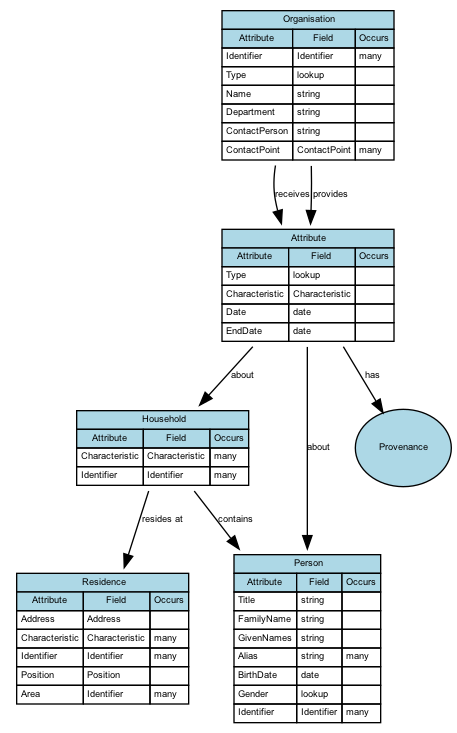 Organisation
Attribute Field Occurs
Identifier Identifier many
Type lookup
Name string
Department string
ContactPerson string
ContactPoint ContactPoint many
receives provides
Attribute
Attribute Field Occurs
Type lookup
Characteristic Characteristic
Date date
EndDate date
about
has
Household
Attribute Field Occurs
Characteristic Characteristic many
Identifier Identifier many
about
Provenance
resides at
contains
Residence
Attribute Field Occurs
Address Address
Characteristic Characteristic many
Identifier Identifier many
Position Position
Area Identifier many
Person
Attribute Field Occurs
Title string
FamilyName string
GivenNames string
Alias string many
BirthDate date
Gender lookup
Identifier Identifier many